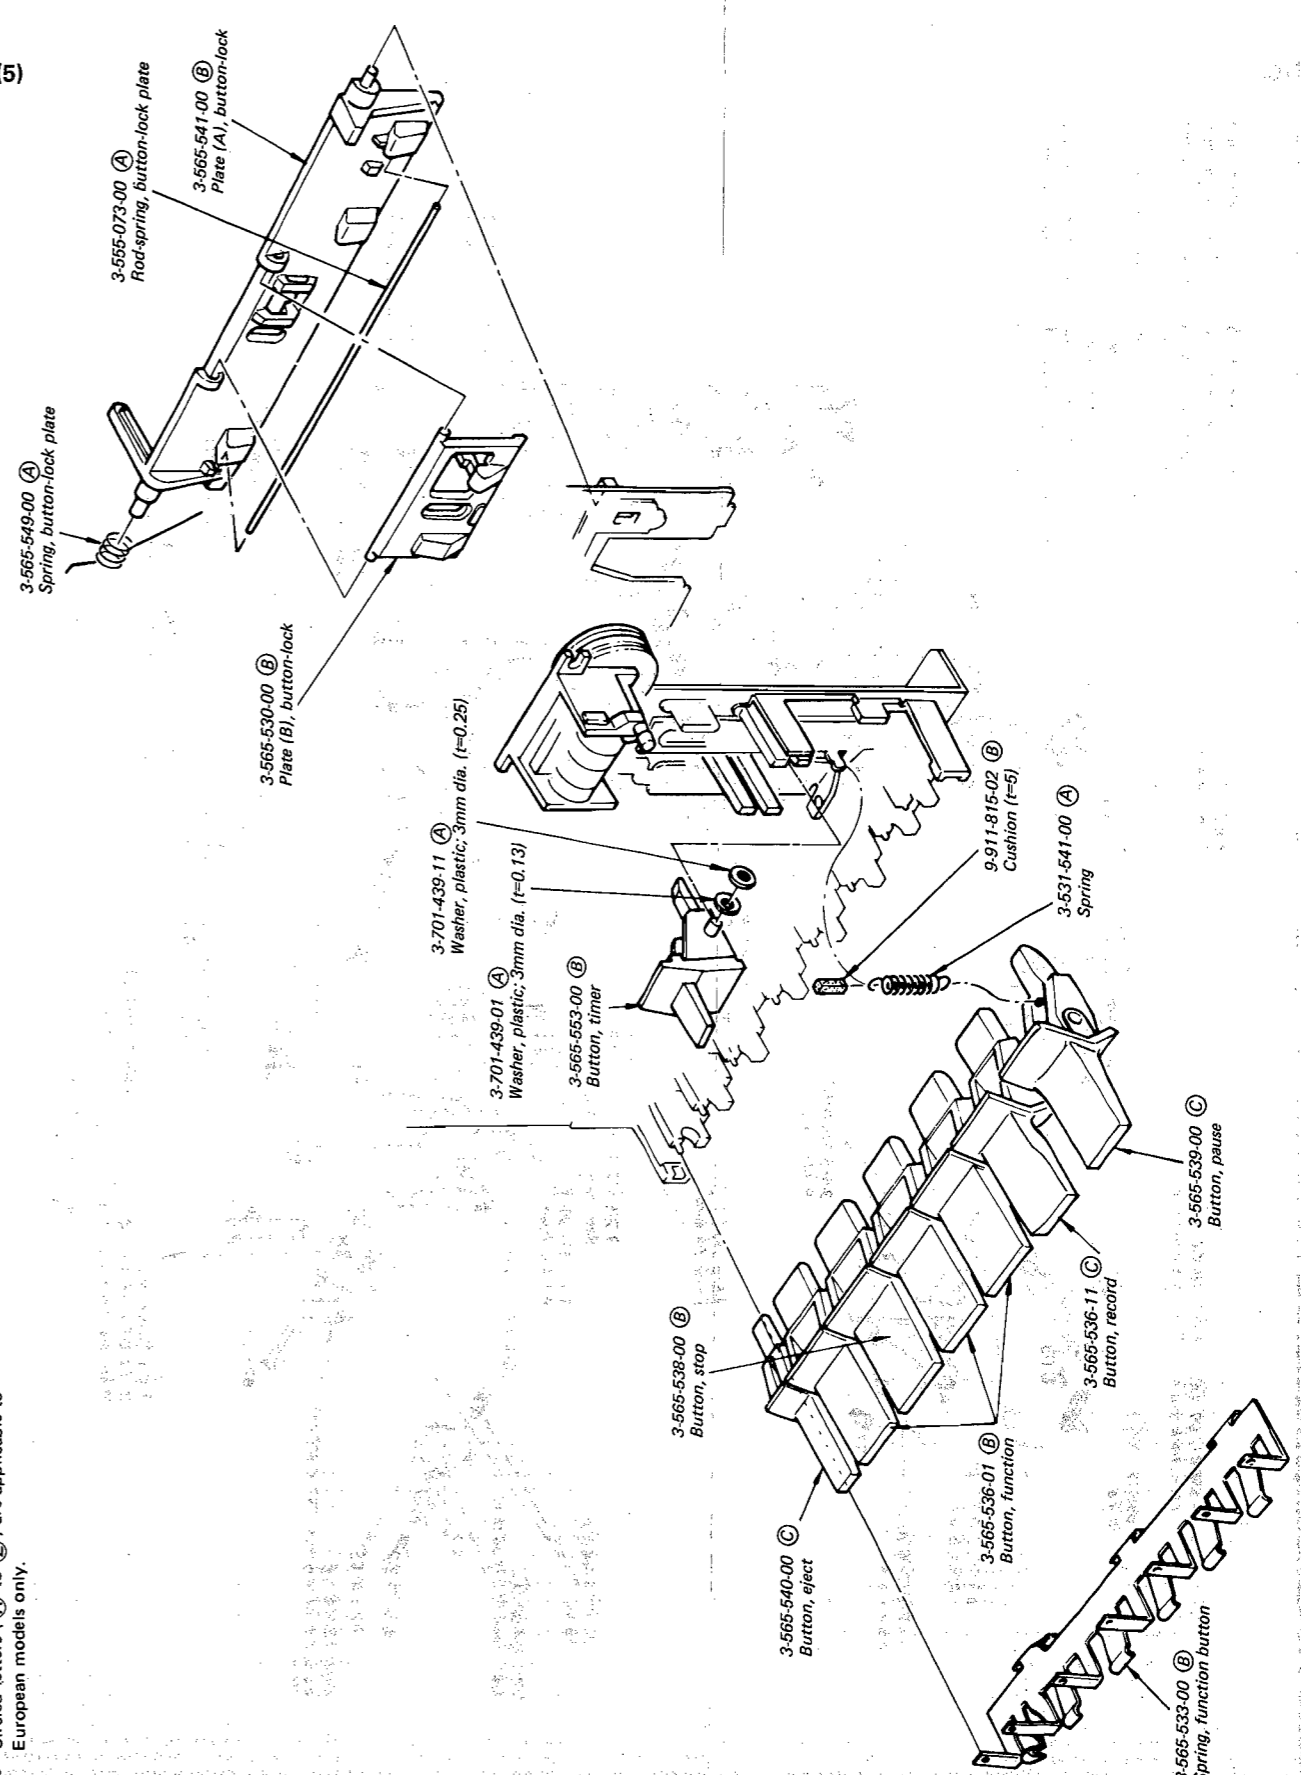 (5)
3-565-549-00 Ⓐ
Spring, button-lock plate
3-555-073-00 Ⓐ
Rod-spring, button-lock plate
3-565-541-00 Ⓑ
Plate (A), button-lock
3-565-530-00 Ⓑ
Plate (B), button-lock
3-701-439-11 Ⓐ
Washer, plastic; 3mm dia. (t=0.25)
3-701-439-01 Ⓐ
Washer, plastic; 3mm dia. (t=0.13)
3-565-553-00 Ⓑ
Button, timer
9-911-815-02 Ⓑ
Cushion (t=5)
3-531-541-00 Ⓐ
Spring
3-565-538-00 Ⓑ
Button, stop
3-565-539-00 Ⓒ
Button, pause
3-565-536-11 Ⓒ
Button, record
3-565-536-01 Ⓑ
Button, function
3-565-540-00 Ⓒ
Button, eject
3-565-533-00 Ⓑ
Spring, function button
European models only.